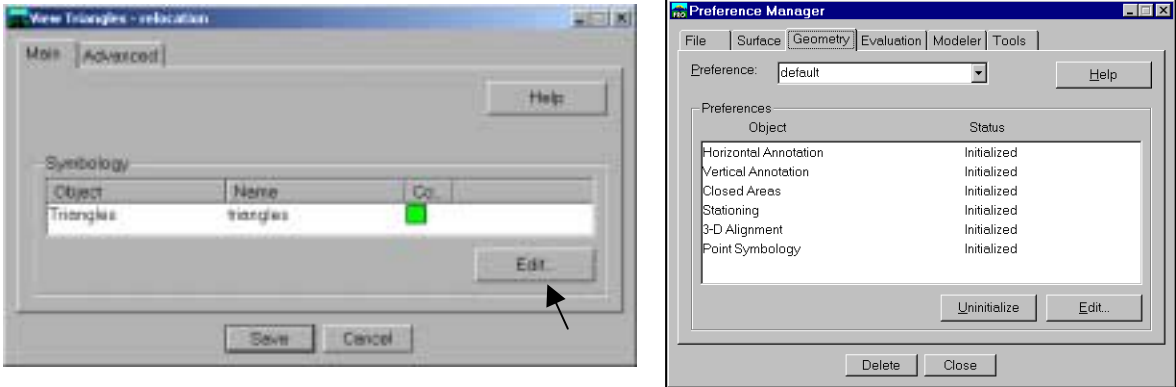 View Triangles - relocation
Main Advanced
Help
Symbology
Object Name Co..
Triangles triangles
Edit...
Save Cancel
PRO Preference Manager
File Surface Geometry Evaluation Modeler Tools
Preference: default Help
Preferences
Object Status
Horizontal Annotation Initialized
Vertical Annotation Initialized
Closed Areas Initialized
Stationing Initialized
3-D Alignment Initialized
Point Symbology Initialized
Uninitialize Edit...
Delete Close